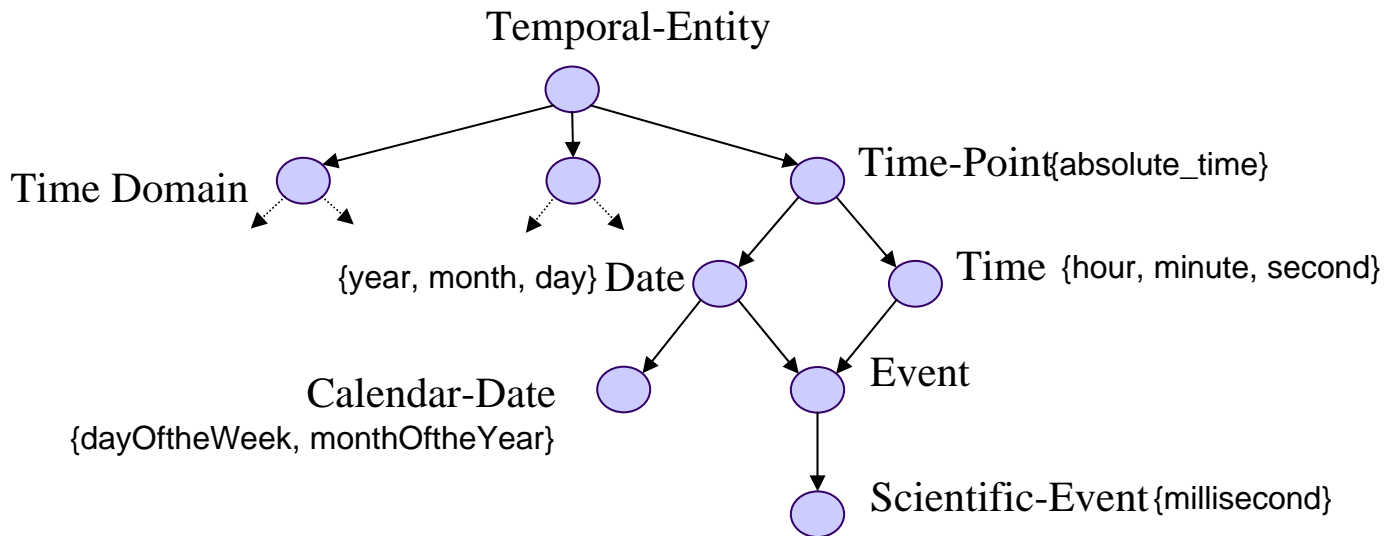 Temporal-Entity
Time Domain
Time-Point{absolute_time}
{year, month, day} Date
Time {hour, minute, second}
Calendar-Date
{dayOftheWeek, monthOftheYear}
Event
Scientific-Event{millisecond}